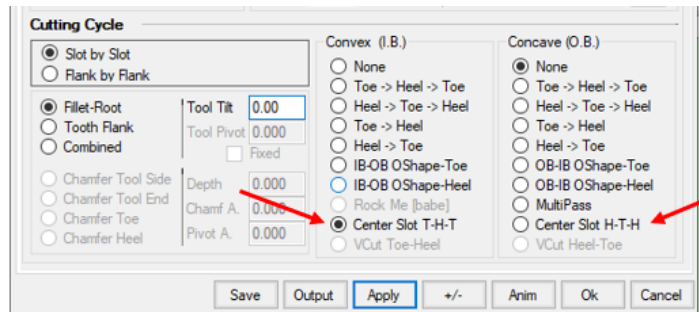 Cutting Cycle
Slot by Slot
Flank by Flank
Fillet-Root
Tooth Flank
Combined
Tool Tilt 0.00
Tool Pivot 0.000
Fixed
Chamfer Tool Side
Chamfer Tool End
Chamfer Toe
Chamfer Heel
Depth 0.000
Chamf A. 0.000
Pivot A. 0.000
Convex (I.B.)
None
Toe -> Heel -> Toe
Heel -> Toe -> Heel
Toe -> Heel
Heel -> Toe
IB-OB OShape-Toe
IB-OB OShape-Heel
Rock Me [babe]
Center Slot T-H-T
VCut Toe-Heel
Concave (O.B.)
None
Toe -> Heel -> Toe
Heel -> Toe -> Heel
Toe -> Heel
Heel -> Toe
OB-IB OShape-Toe
OB-IB OShape-Heel
MultiPass
Center Slot H-T-H
VCut Heel-Toe
Save Output Apply +/- Anim Ok Cancel